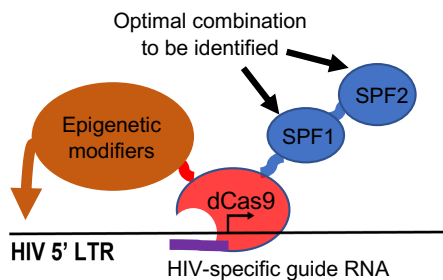 Optimal combination
to be identified
SPF2
Epigenetic
modifiers
SPF1
dCas9
HIV 5' LTR
HIV-specific guide RNA